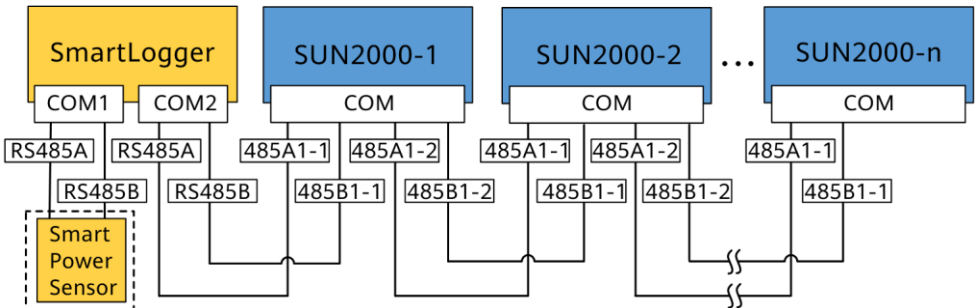 SmartLogger
SUN2000-1
SUN2000-2
...
SUN2000-n
COM1
COM2
COM
COM
COM
RS485A
RS485A
485A1-1
485A1-2
485A1-1
485A1-2
485A1-1
RS485B
RS485B
485B1-1
485B1-2
485B1-1
485B1-2
485B1-1
Smart
Power
Sensor